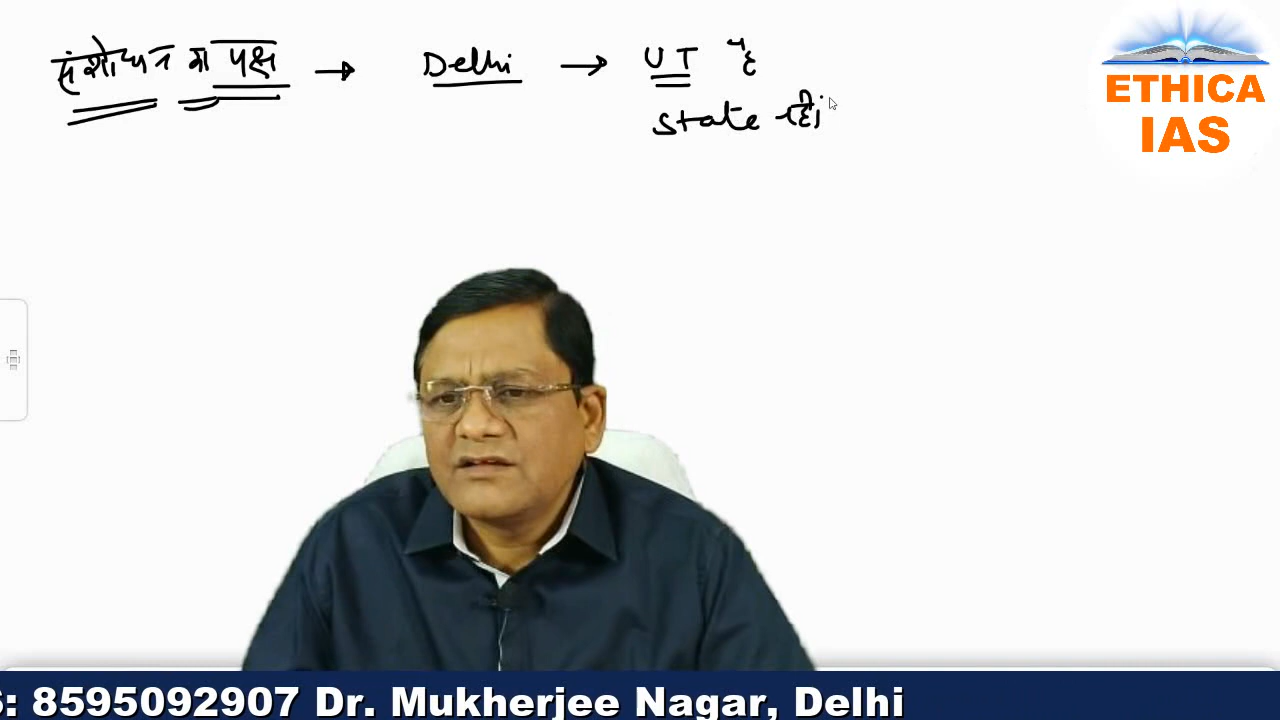 संशोधन का पक्ष → Delhi → UT है
State नहीं
ETHICA
IAS
S: 8595092907 Dr. Mukherjee Nagar, Delhi